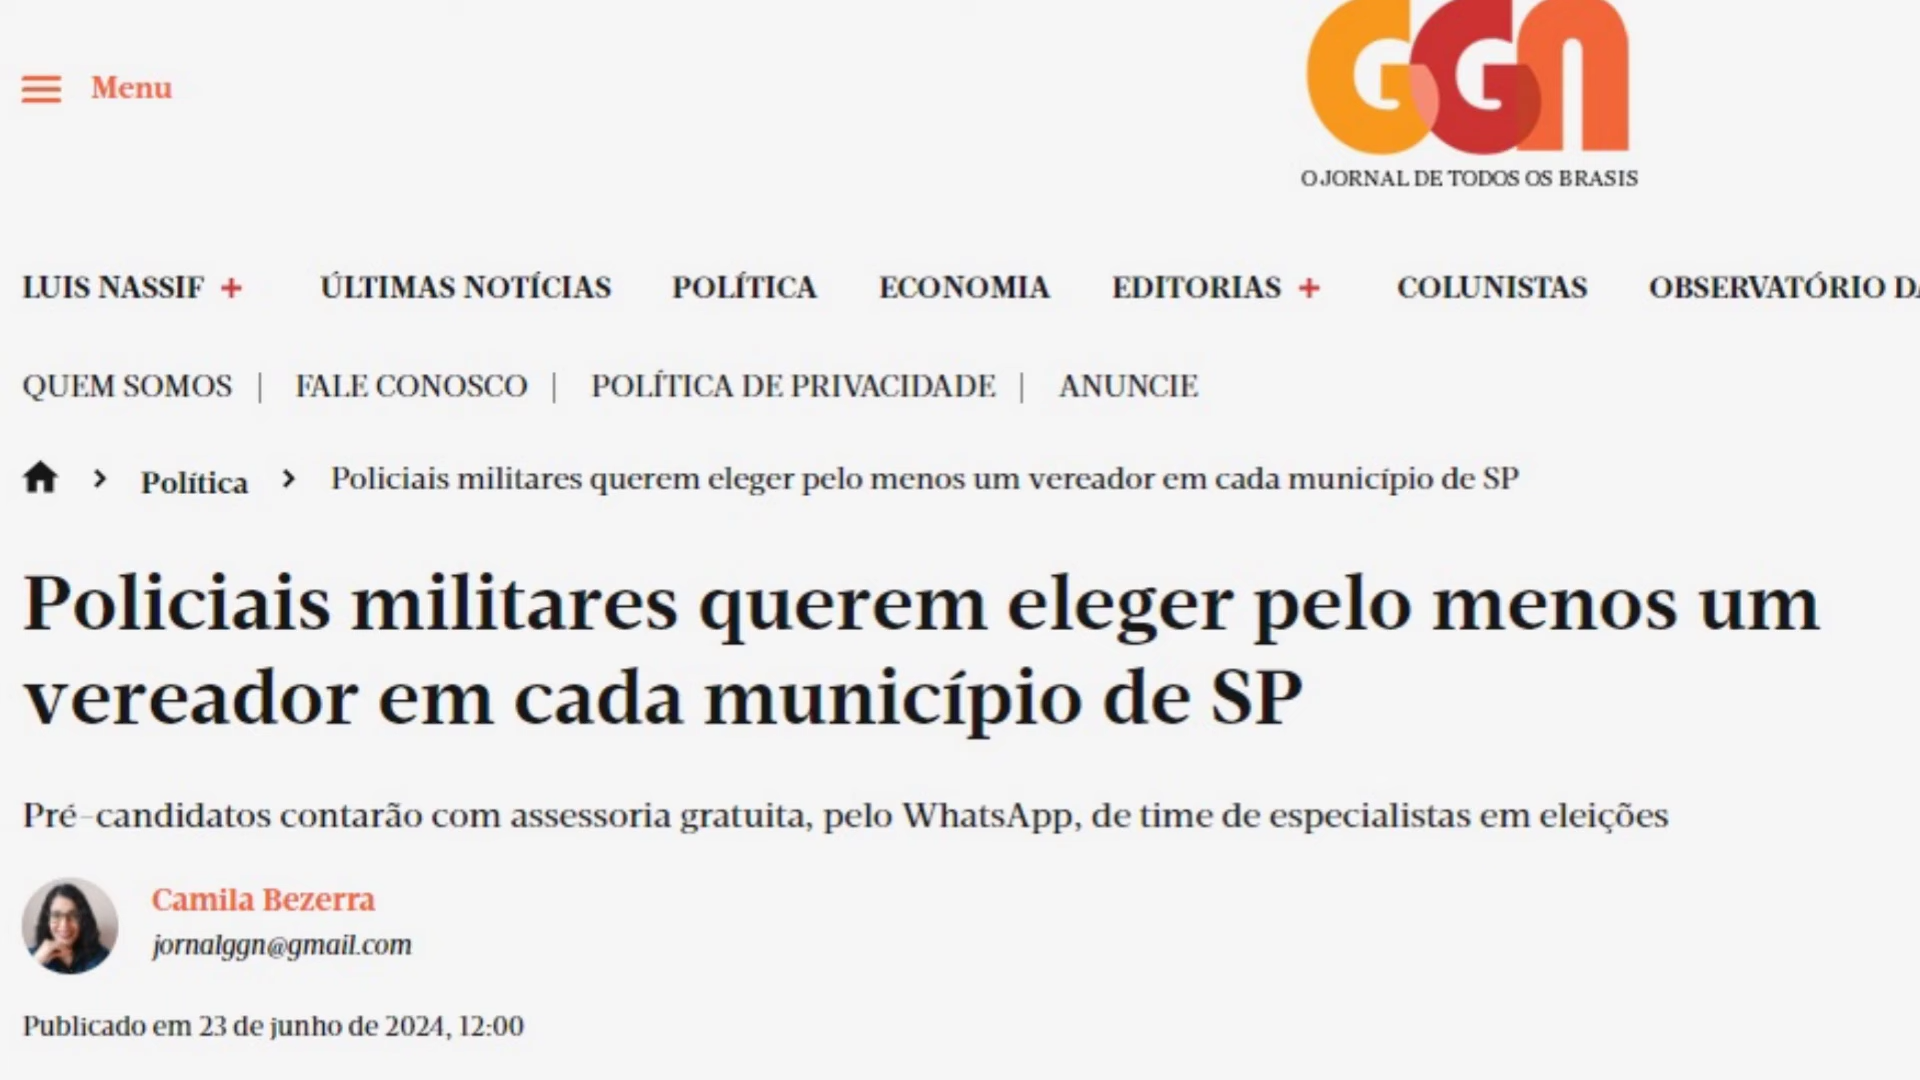 GGN
O JORNAL DE TODOS OS BRASIS
Menu
LUIS NASSIF + ÚLTIMAS NOTÍCIAS POLÍTICA ECONOMIA EDITORIAS + COLUNISTAS OBSERVATÓRIO
QUEM SOMOS | FALE CONOSCO | POLÍTICA DE PRIVACIDADE | ANUNCIE
> Política > Policiais militares querem eleger pelo menos um vereador em cada município de SP
Policiais militares querem eleger pelo menos um
vereador em cada município de SP
Pré-candidatos contarão com assessoria gratuita, pelo WhatsApp, de time de especialistas em eleições
Camila Bezerra
jornalggn@gmail.com
Publicado em 23 de junho de 2024, 12:00